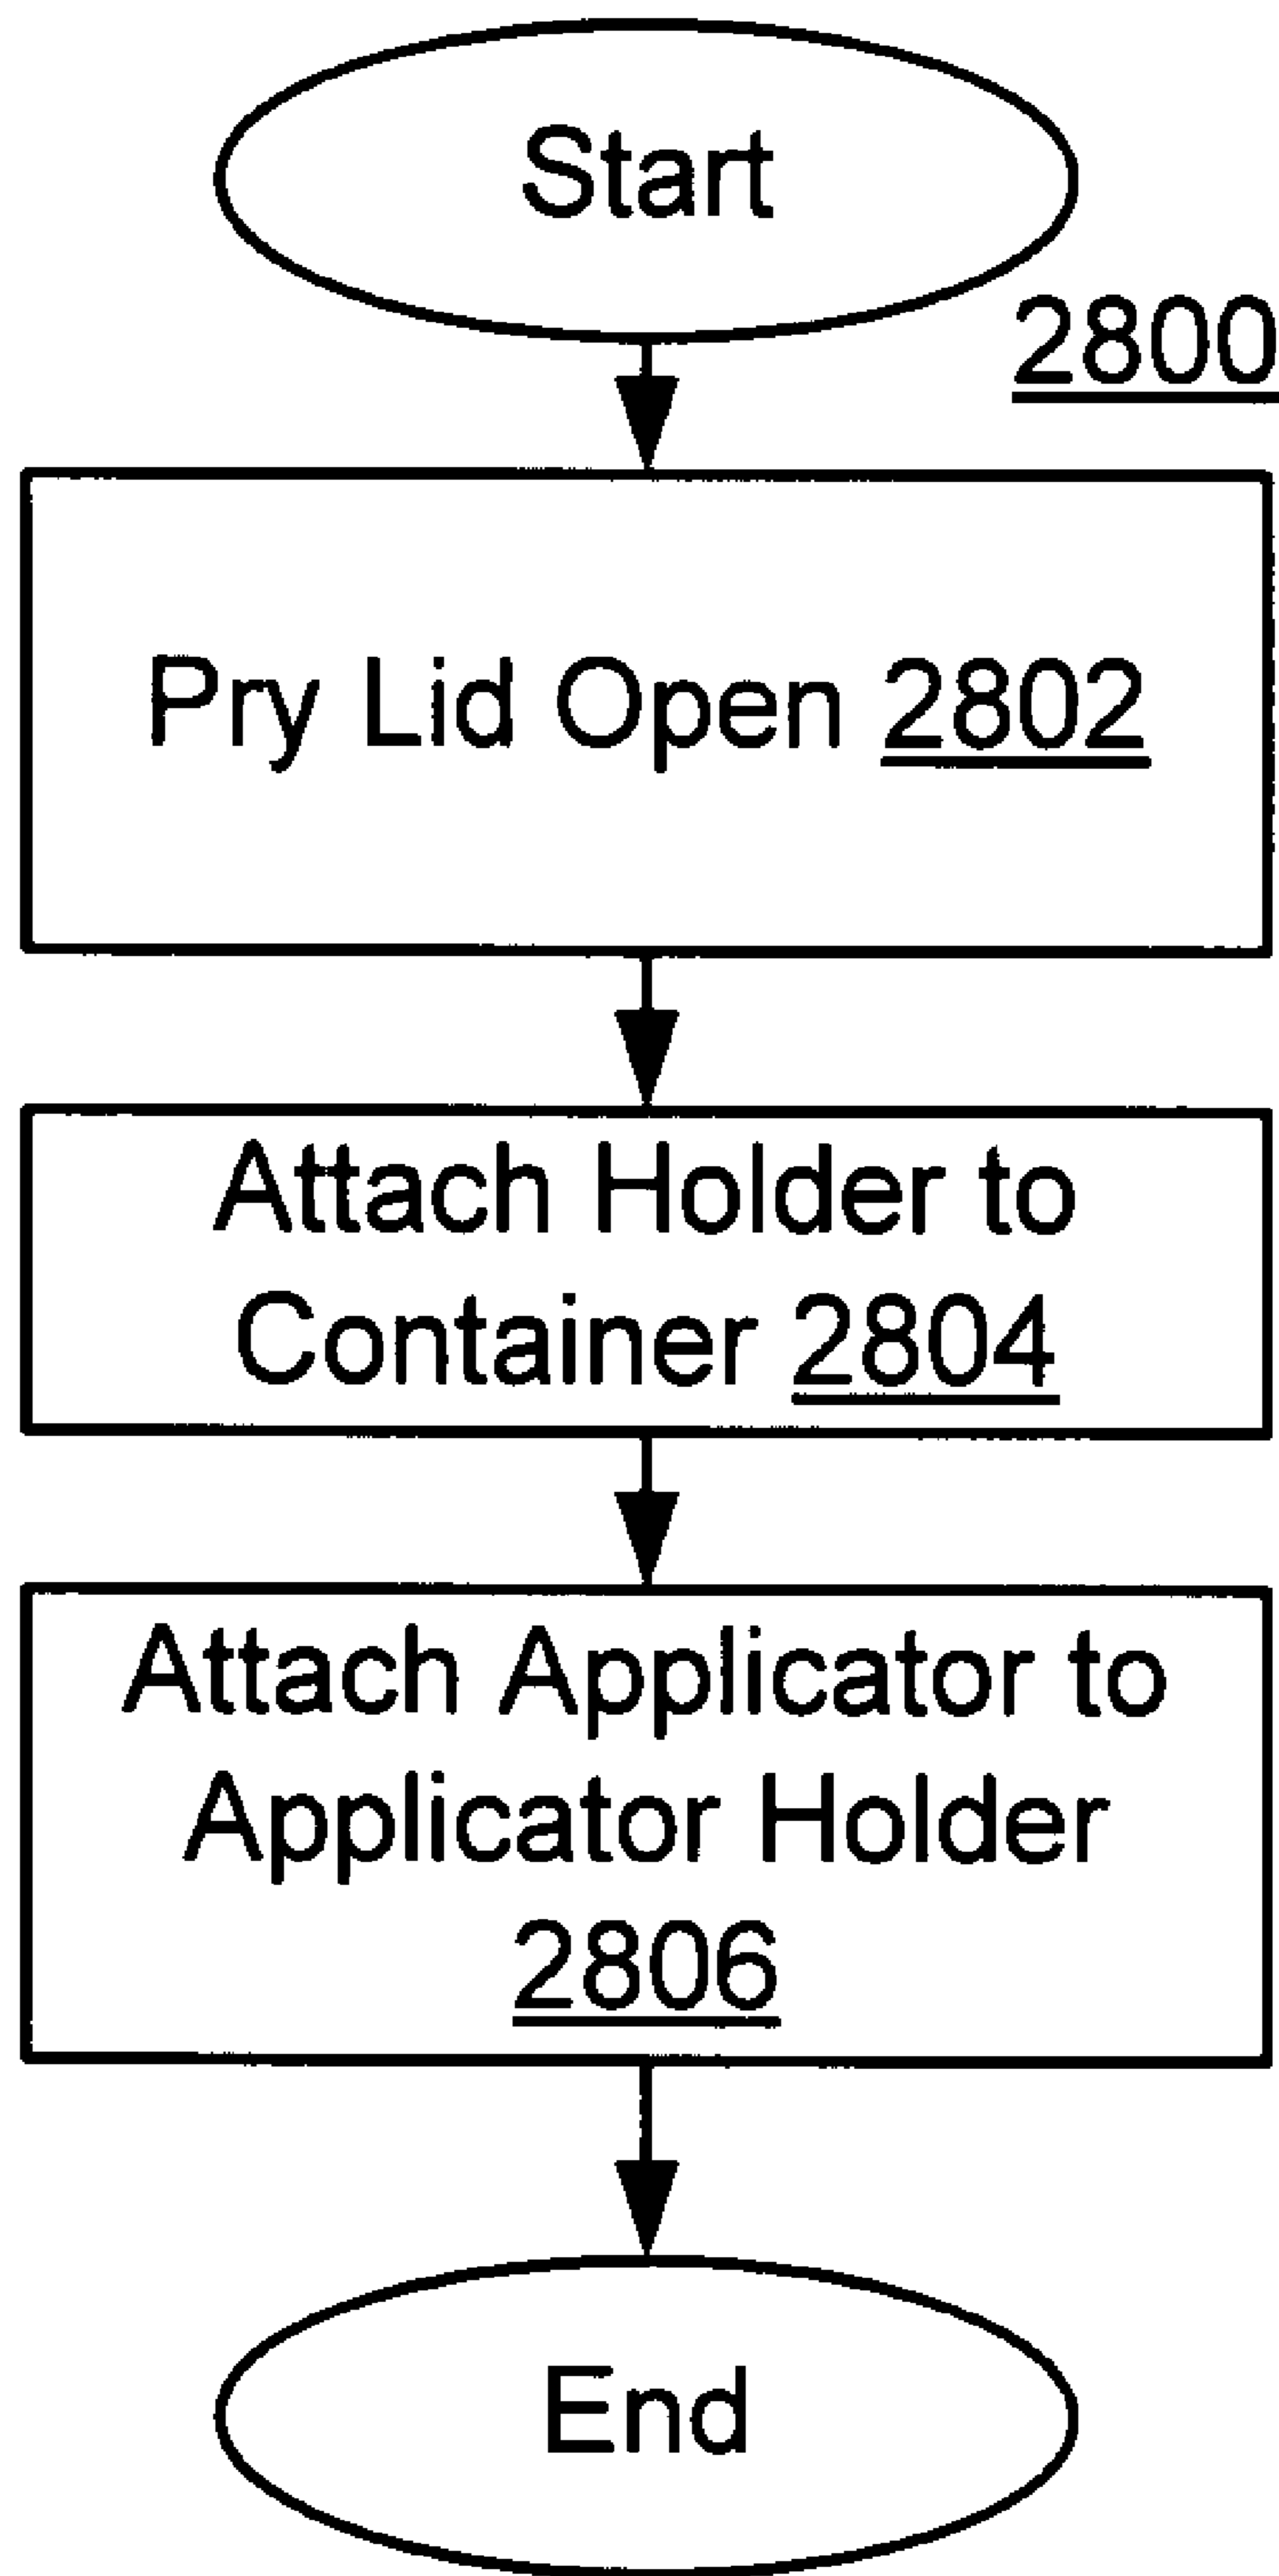 Start
2800
Pry Lid Open 2802
Attach Holder to
Container 2804
Attach Applicator to
Applicator Holder
2806
End